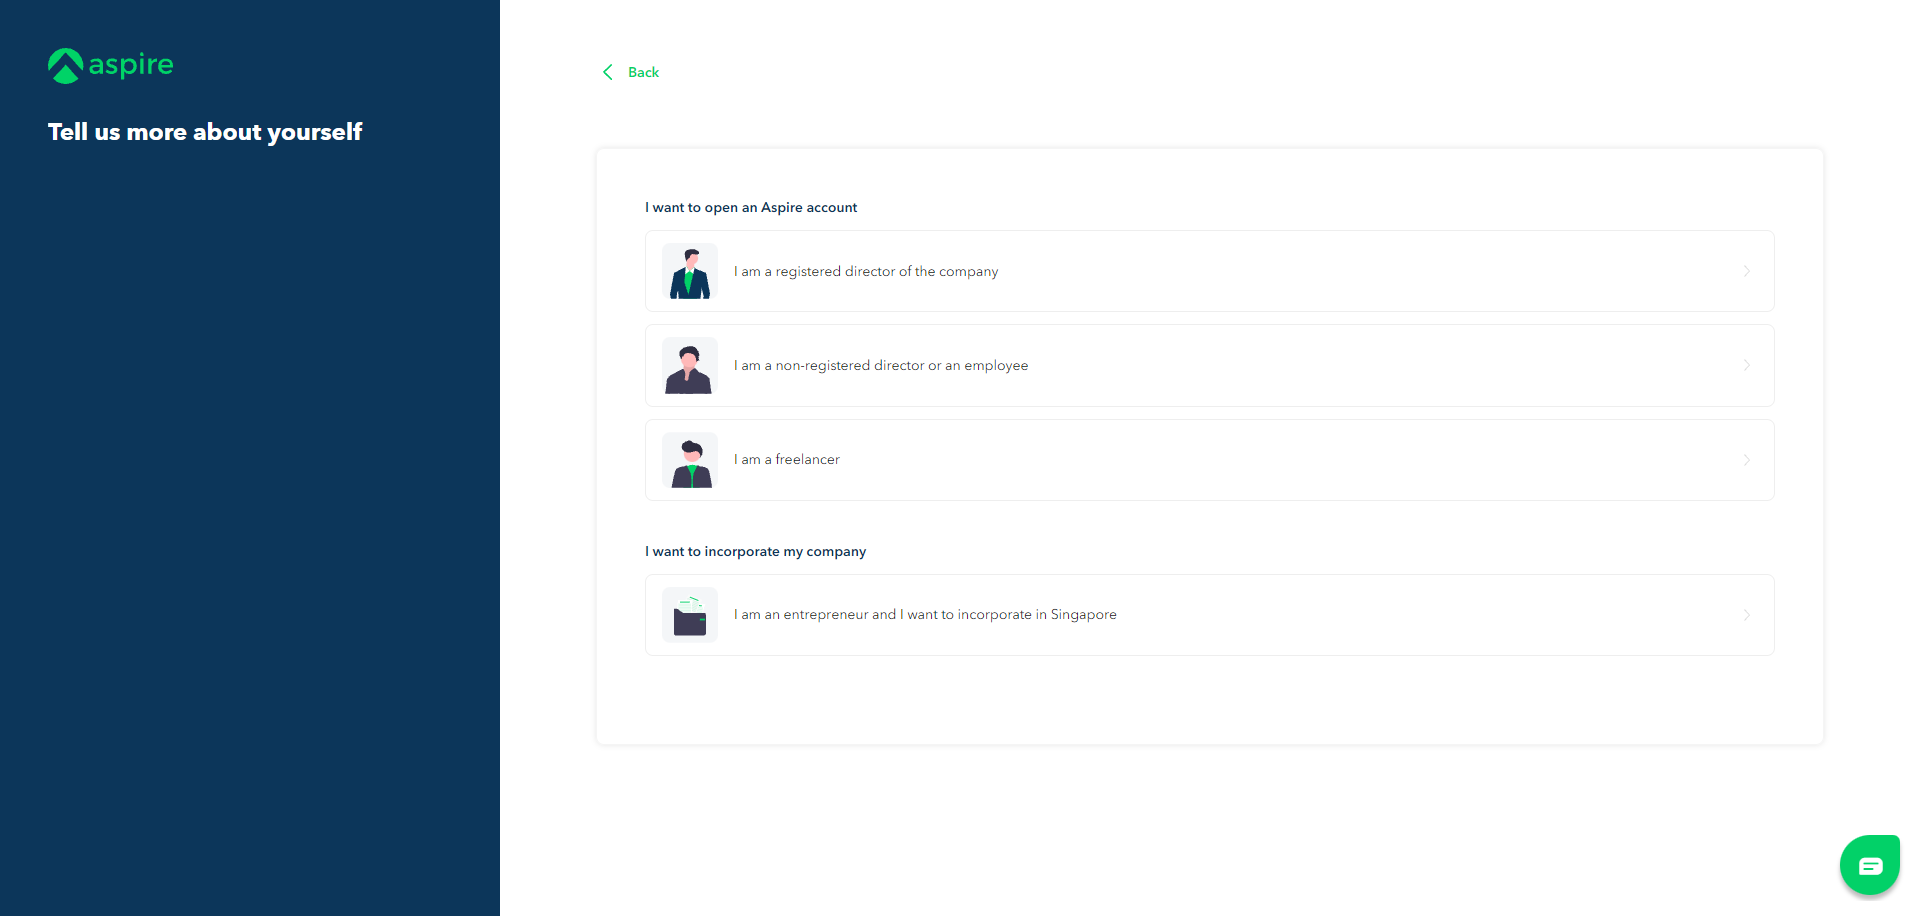 aspire
Tell us more about yourself
Back
I want to open an Aspire account
I am a registered director of the company
I am a non-registered director or an employee
I am a freelancer
I want to incorporate my company
I am an entrepreneur and I want to incorporate in Singapore